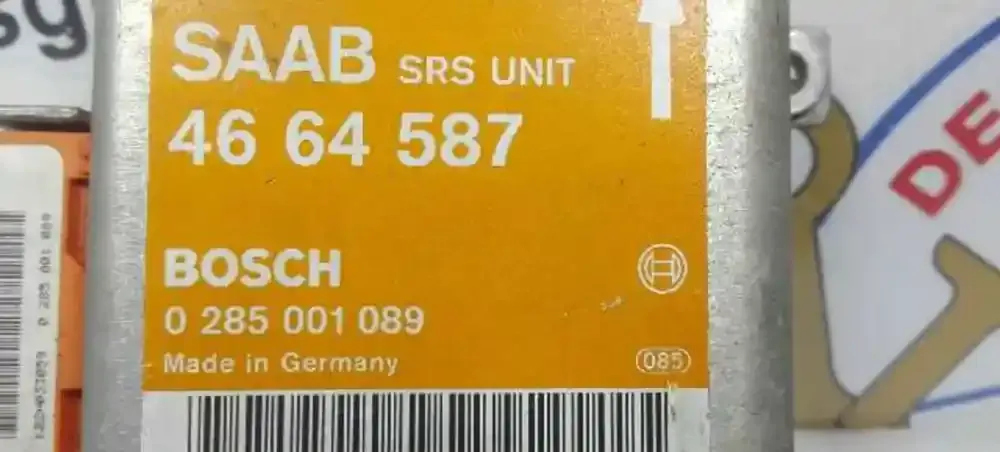 SAAB SRS UNIT
46 64 587
BOSCH
0 285 001 089
Made in Germany
085
0 285 001 089
DE